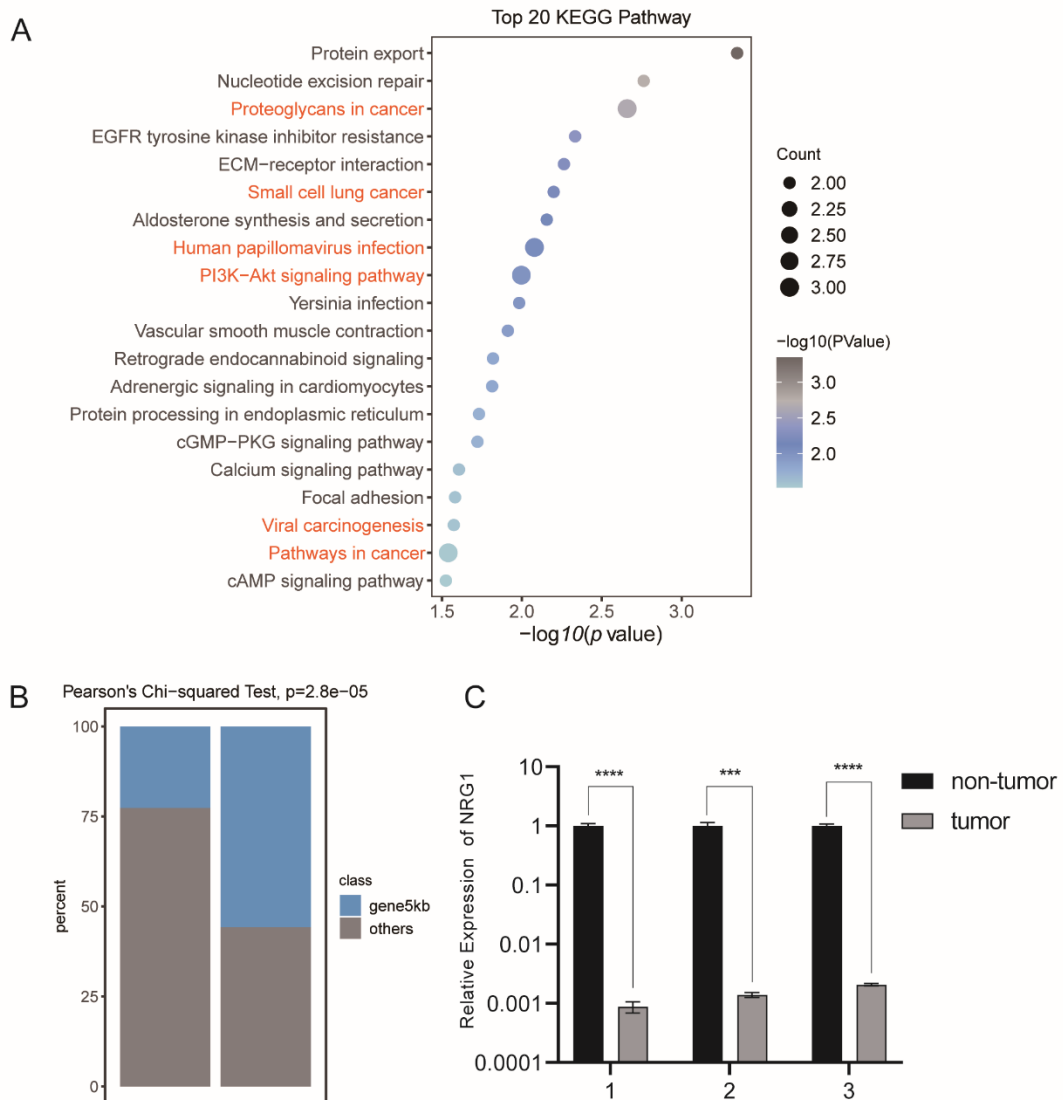 A
Top 20 KEGG Pathway
Protein export
Nucleotide excision repair
Proteoglycans in cancer
EGFR tyrosine kinase inhibitor resistance
ECM−receptor interaction
Small cell lung cancer
Aldosterone synthesis and secretion
Human papillomavirus infection
PI3K−Akt signaling pathway
Yersinia infection
Vascular smooth muscle contraction
Retrograde endocannabinoid signaling
Adrenergic signaling in cardiomyocytes
Protein processing in endoplasmic reticulum
cGMP−PKG signaling pathway
Calcium signaling pathway
Focal adhesion
Viral carcinogenesis
Pathways in cancer
cAMP signaling pathway
1.5 2.0 2.5 3.0
−log10(p value)
Count
2.00
2.25
2.50
2.75
3.00
−log10(PValue)
3.0
2.5
2.0
B
Pearson's Chi−squared Test, p=2.8e−05
100
75
50
25
0
percent
class
gene5kb
others
C
Relative Expression of NRG1
10
1
0.1
0.01
0.001
0.0001
**** *** ****
1 2 3
non-tumor
tumor